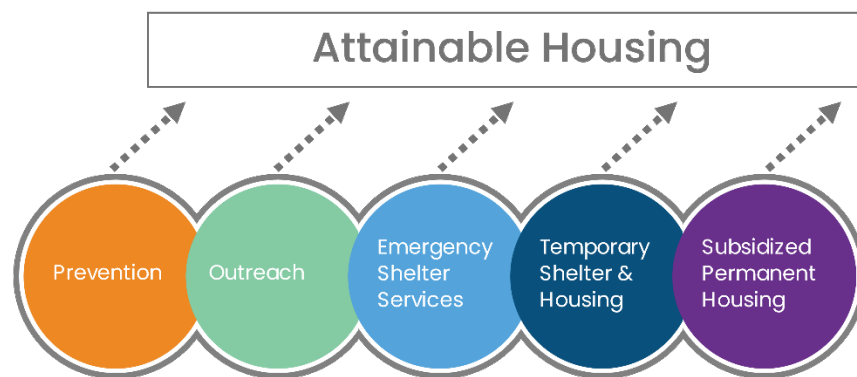 Attainable Housing
Prevention
Outreach
Emergency
Shelter
Services
Temporary
Shelter &
Housing
Subsidized
Permanent
Housing